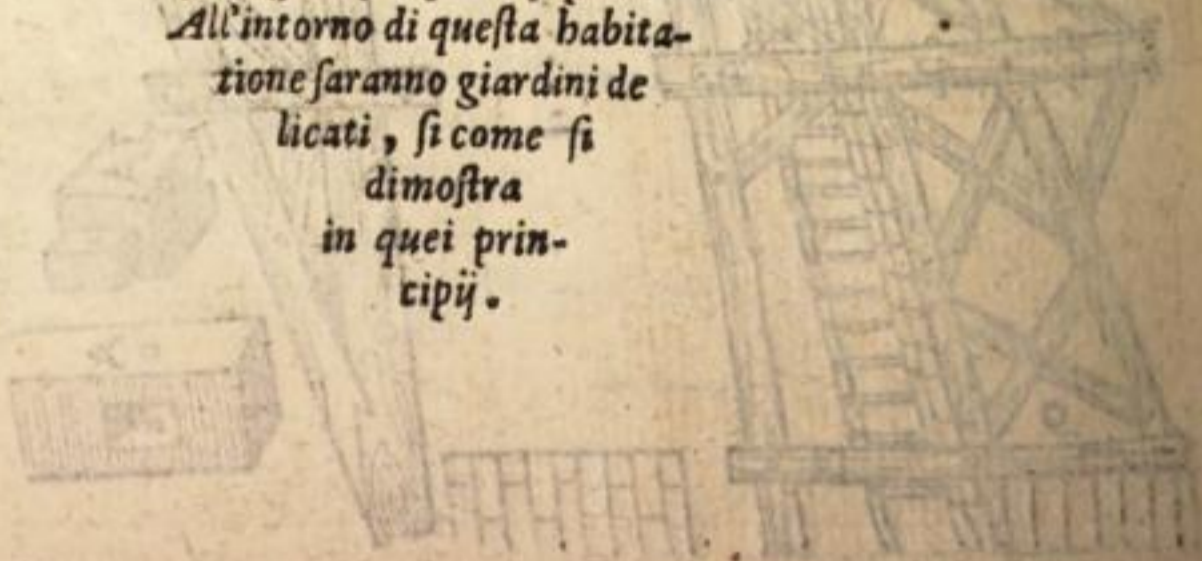 All'intorno di queſta habita-
tione ſaranno giardini de
licati, ſi come ſi
dimoſtra
in quei prin-
cipij.